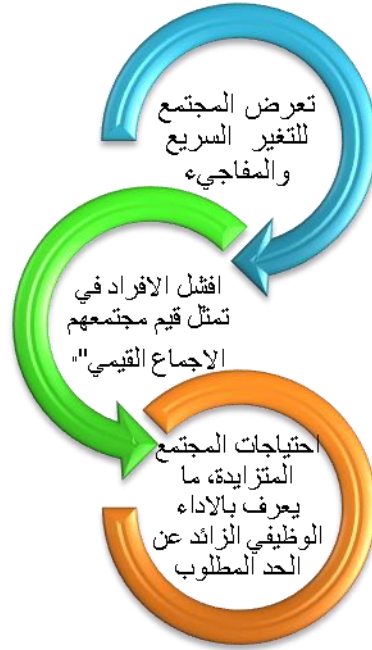 تعرض المجتمع
للتغير السريع
والمفاجيء
افشل الافراد في
تمثل قيم مجتمعهم
الاجماع القيمي"
احتياجات المجتمع
المتزايدة، ما
يعرف بالاداء
الوظيفي الزائد عن
الحد المطلوب